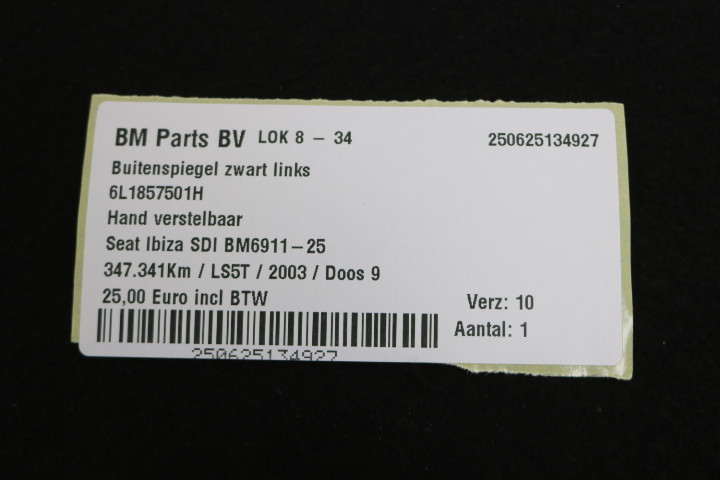 BM Parts BV LOK 8 - 34 250625134927
Buitenspiegel zwart links
6L1857501H
Hand verstelbaar
Seat Ibiza SDI BM6911-25
347.341Km / LS5T / 2003 / Doos 9
25,00 Euro incl BTW Verz: 10
Aantal: 1
250625134927